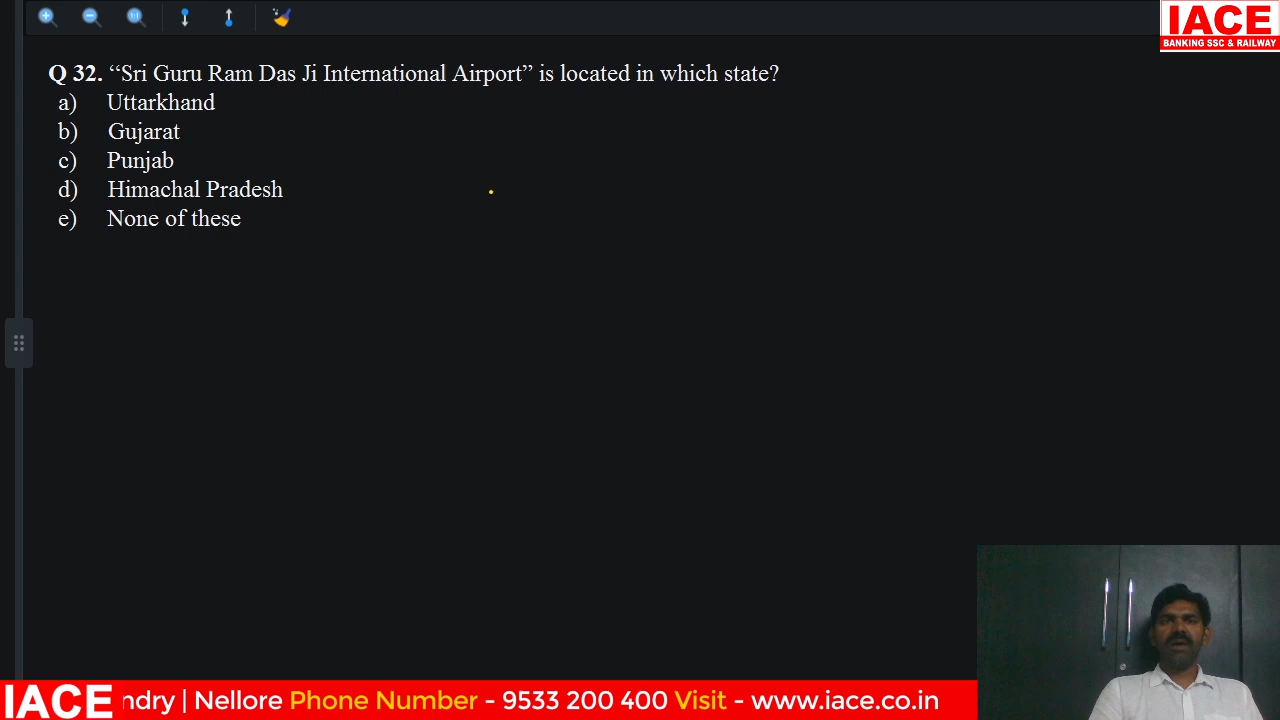 IACE
BANKING SSC & RAILWAY
Q 32. “Sri Guru Ram Das Ji International Airport” is located in which state?
a) Uttarkhand
b) Gujarat
c) Punjab
d) Himachal Pradesh
e) None of these
IACE ndry | Nellore Phone Number - 9533 200 400 Visit - www.iace.co.in